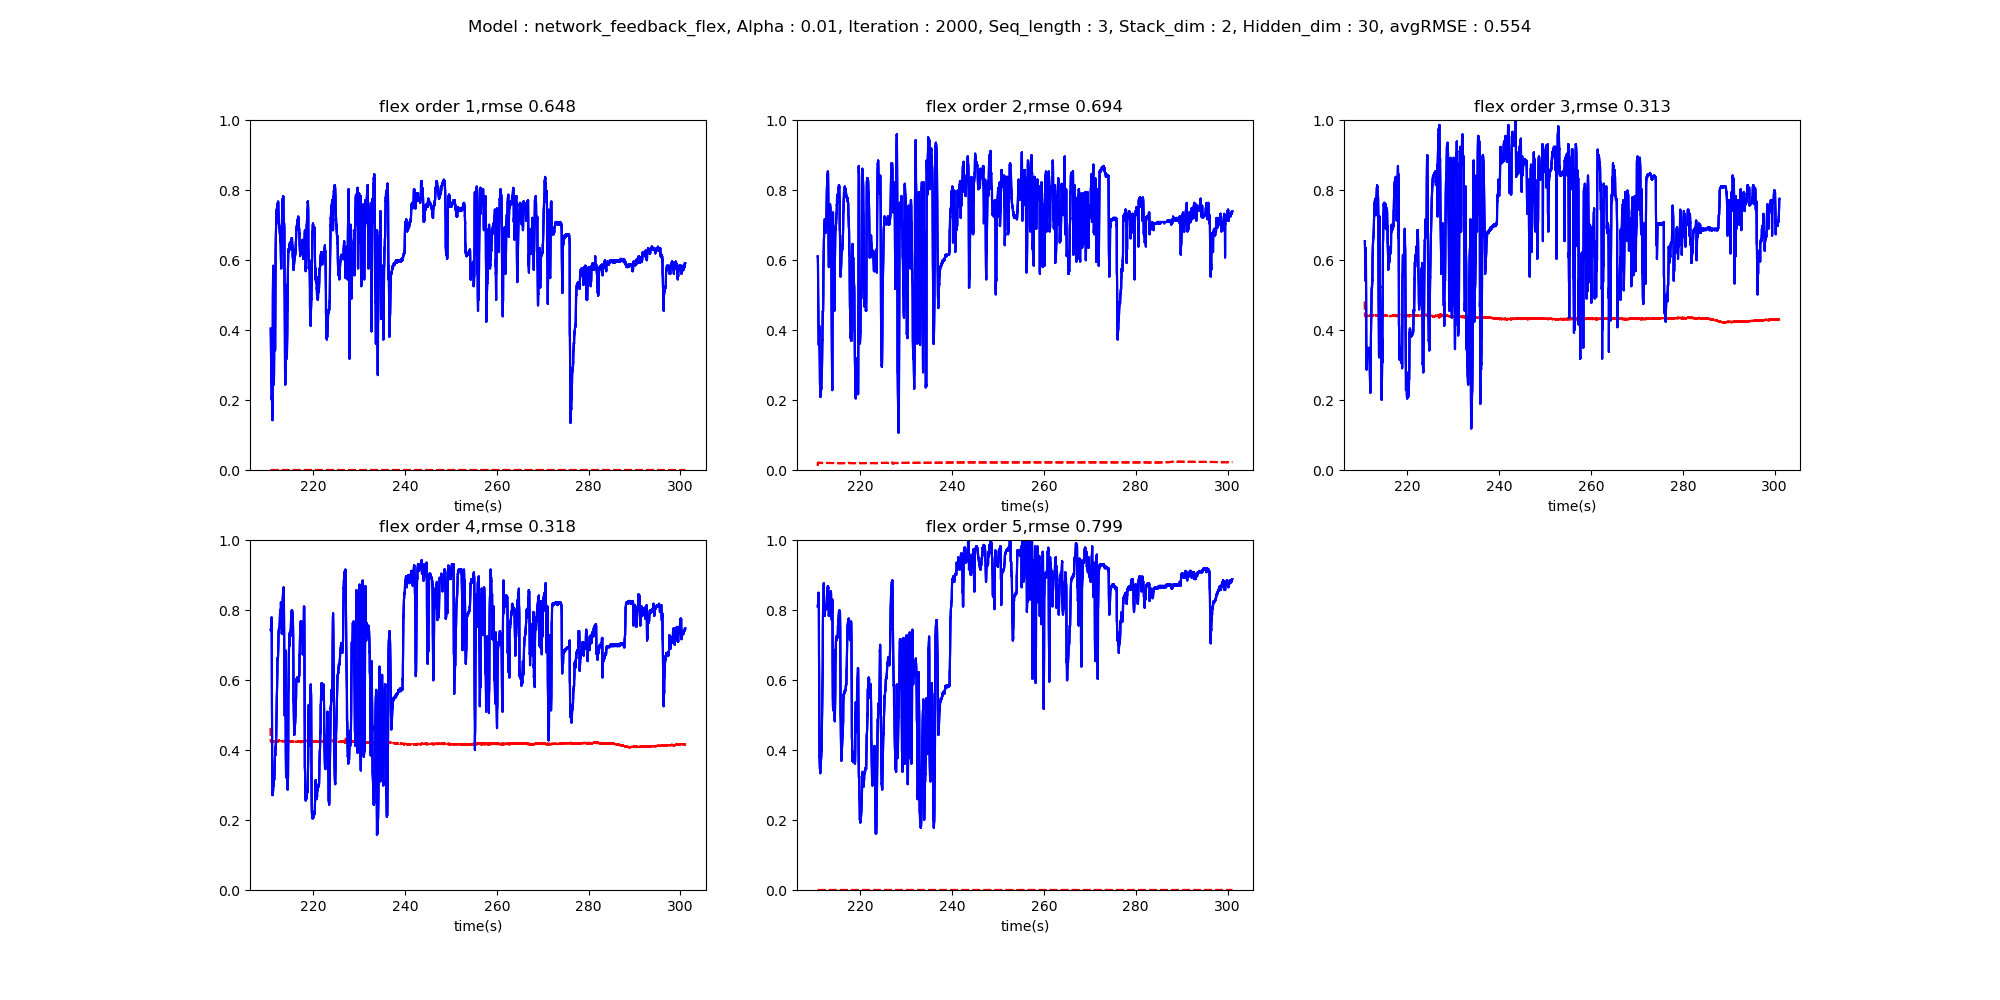 Model : network_feedback_flex, Alpha : 0.01, Iteration : 2000, Seq_length : 3, Stack_dim : 2, Hidden_dim : 30, avgRMSE : 0.554
flex order 1,rmse 0.648
1.0
0.8
0.6
0.4
0.2
0.0
220 240 260 280 300
time(s)
flex order 2,rmse 0.694
1.0
0.8
0.6
0.4
0.2
0.0
220 240 260 280 300
time(s)
flex order 3,rmse 0.313
1.0
0.8
0.6
0.4
0.2
0.0
220 240 260 280 300
time(s)
flex order 4,rmse 0.318
1.0
0.8
0.6
0.4
0.2
0.0
220 240 260 280 300
time(s)
flex order 5,rmse 0.799
1.0
0.8
0.6
0.4
0.2
0.0
220 240 260 280 300
time(s)